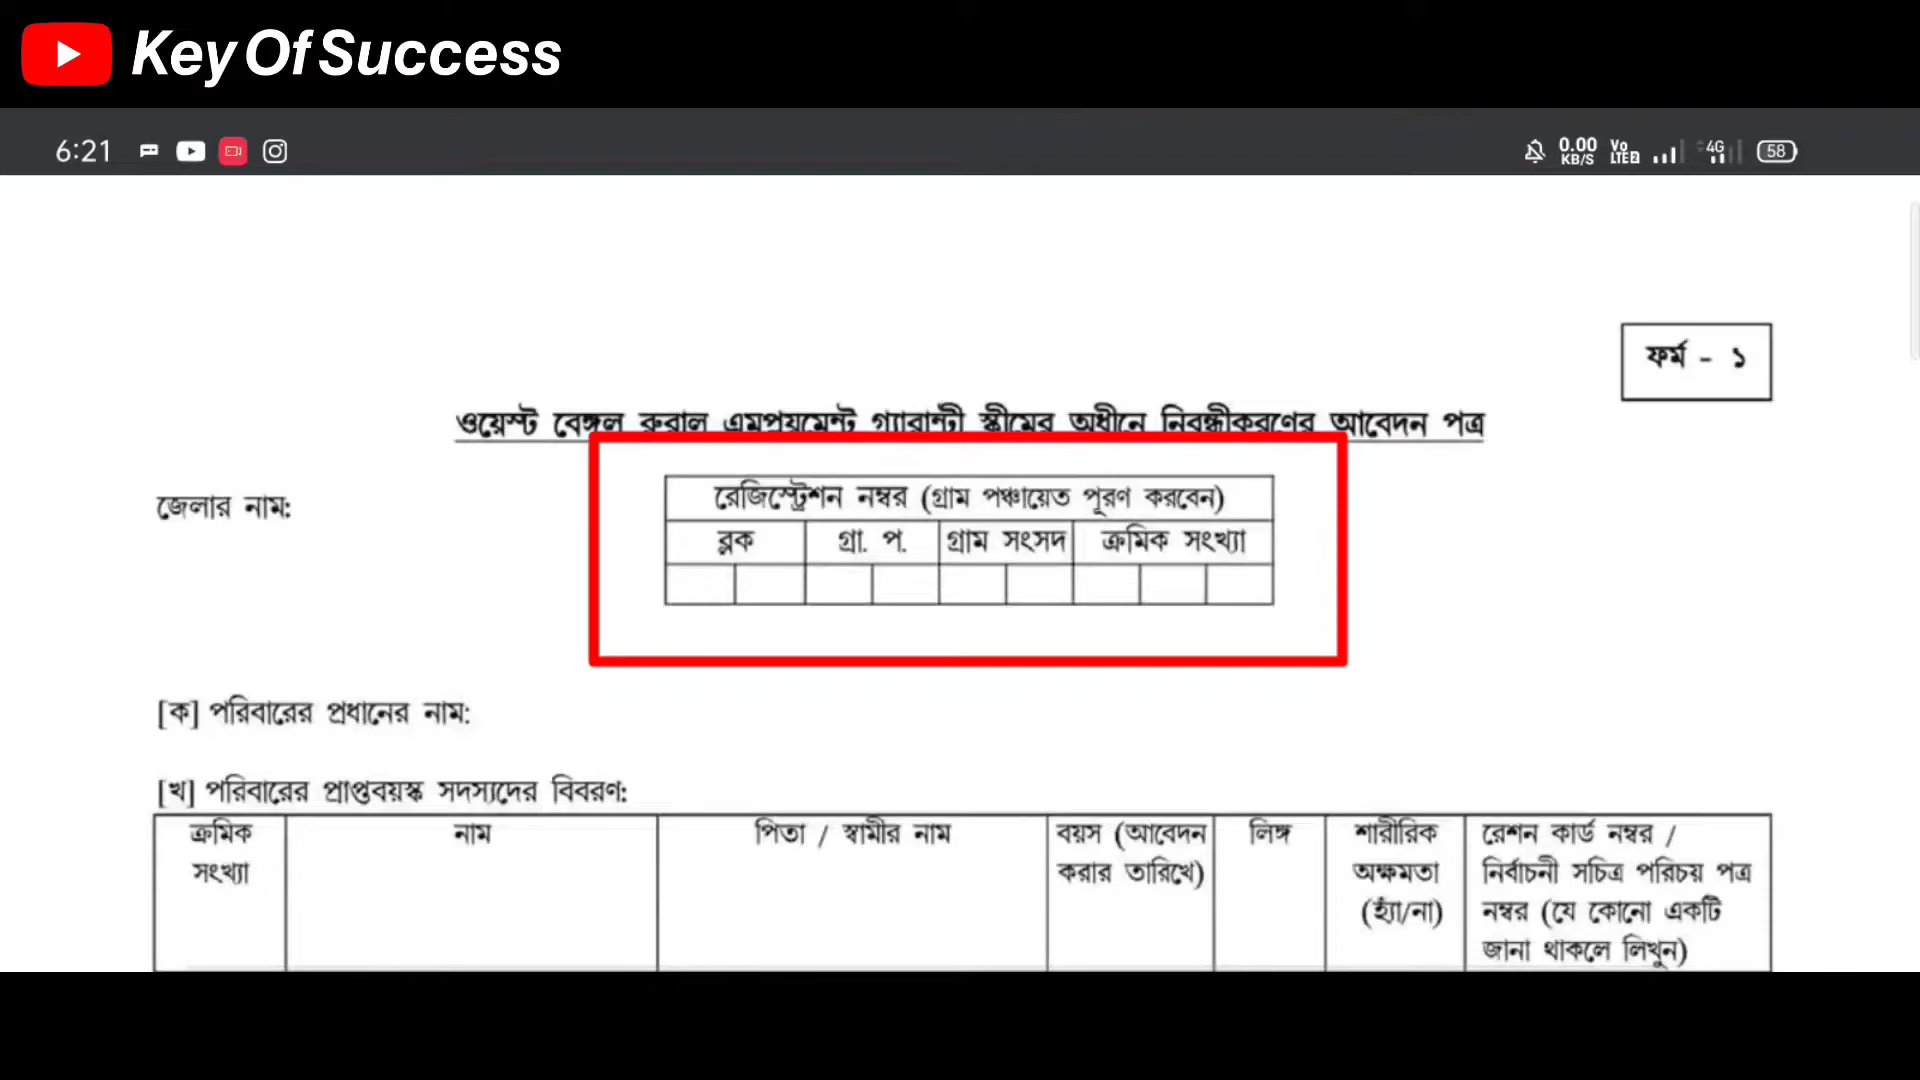 Key Of Success
6:21
0.00 KB/S
Vo LTE 2
4G
58
ফর্ম - ১
ওয়েস্ট বেঙ্গল রুরাল এমপ্লয়মেন্ট গ্যারান্টী স্কীমের অধীনে নিবন্ধীকরণের আবেদন পত্র
জেলার নাম:
রেজিস্ট্রেশন নম্বর (গ্রাম পঞ্চায়েত পূরণ করবেন)
ব্লক গ্রা. প. গ্রাম সংসদ ক্রমিক সংখ্যা
[ক] পরিবারের প্রধানের নাম:
[খ] পরিবারের প্রাপ্তবয়স্ক সদস্যদের বিবরণ:
ক্রমিক সংখ্যা
নাম
পিতা / স্বামীর নাম
বয়স (আবেদন করার তারিখে)
লিঙ্গ
শারীরিক অক্ষমতা (হ্যাঁ/না)
রেশন কার্ড নম্বর /
নির্বাচনী সচিত্র পরিচয় পত্র
নম্বর (যে কোনো একটি
জানা থাকলে লিখুন)